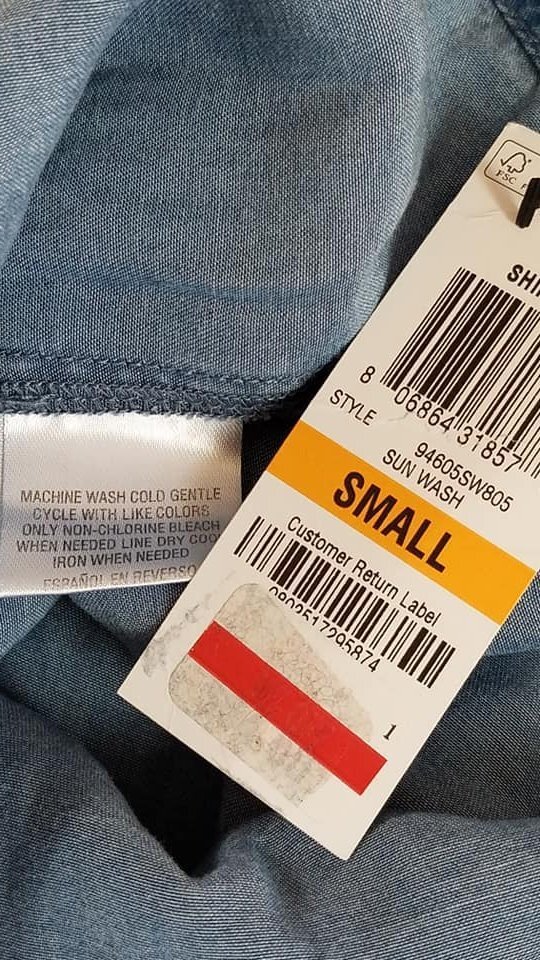 MACHINE WASH COLD GENTLE
CYCLE WITH LIKE COLORS
ONLY NON-CHLORINE BLEACH
WHEN NEEDED LINE DRY COOL
IRON WHEN NEEDED
ESPAÑOL EN REVERSO
FSC
8 06864 31857
STYLE 94605SW805
SUN WASH
SMALL
Customer Return Label
0802517295874
1